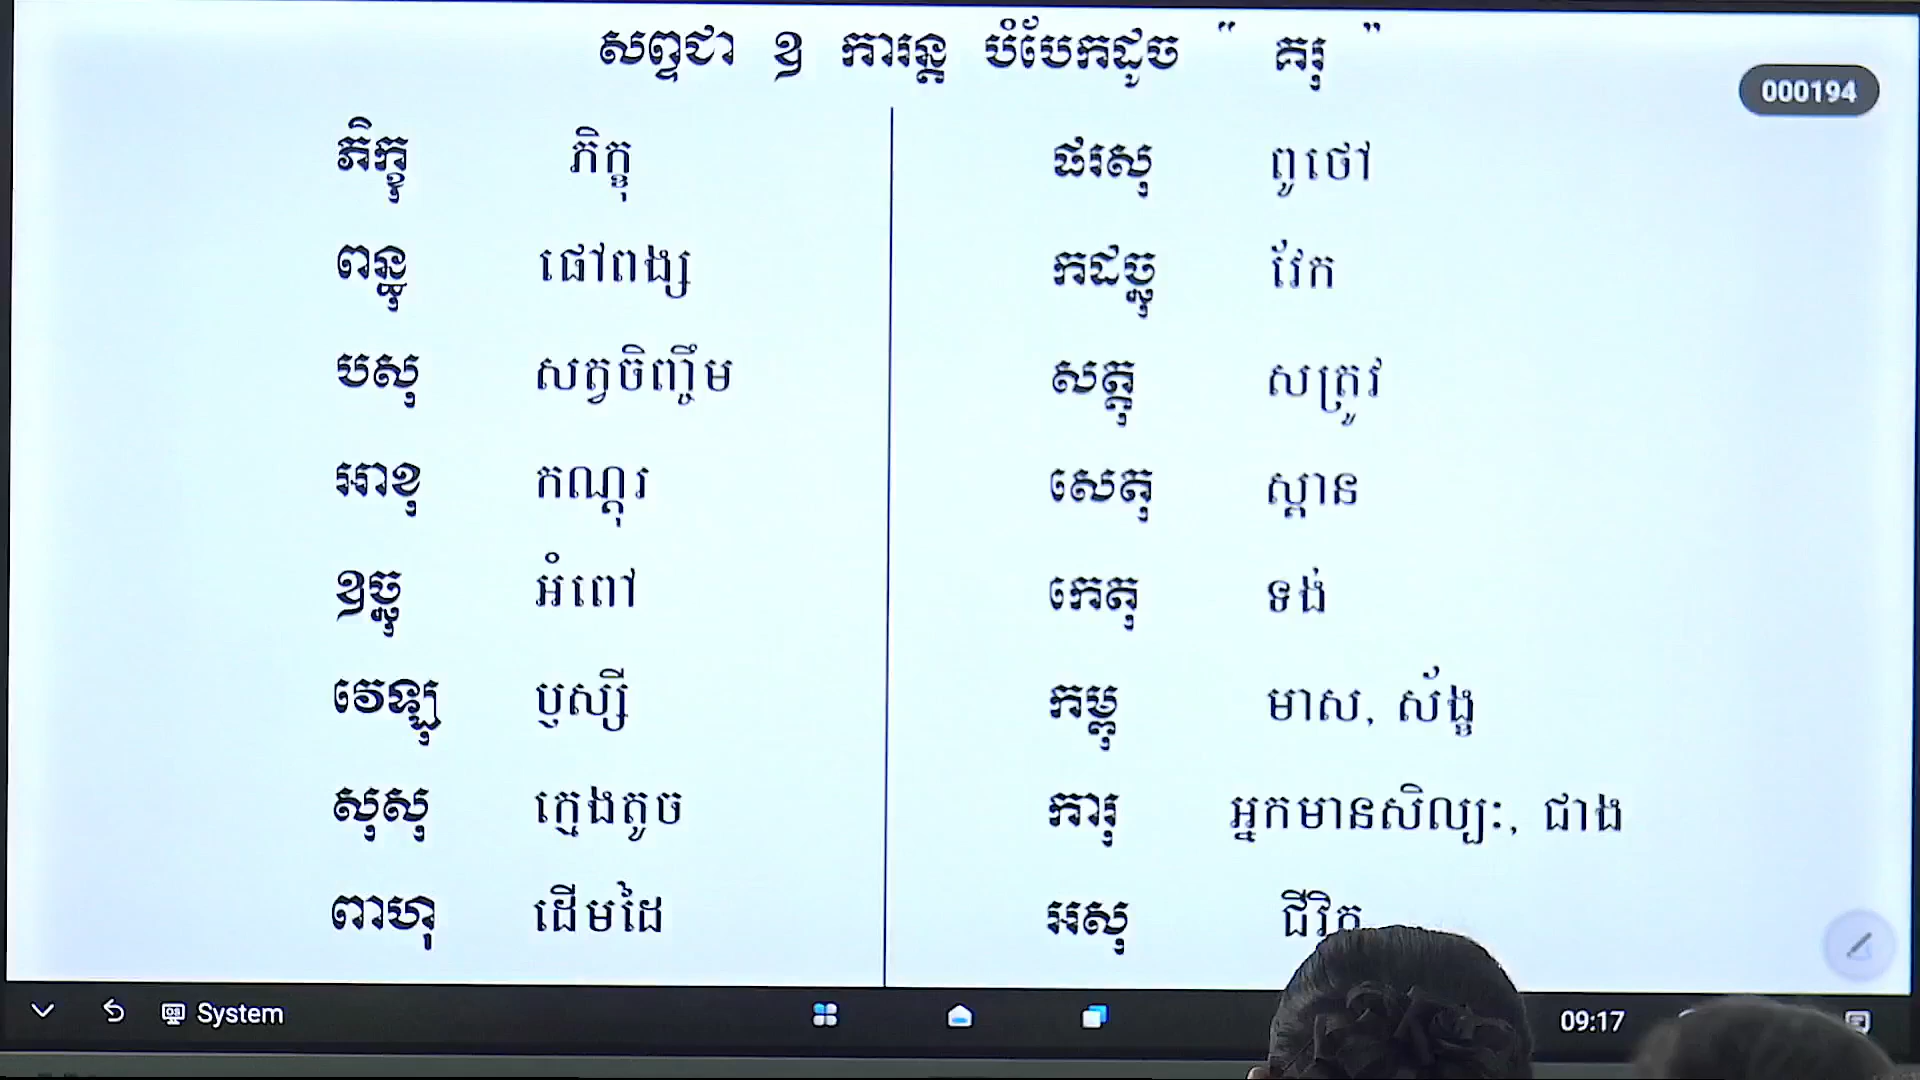 សព្ទជា ឧ ការន្ត បំបែកដូច " គរុ "
000194
ភិក្ខុ ភិក្ខុ
ពន្ធុ ផៅពង្ស
បសុ សត្វចិញ្ចឹម
អាខុ កណ្ដុរ
ឧច្ឆុ អំពៅ
វេឡុ ឫស្សី
សុសុ ក្មេងតូច
ពាហុ ដើមដៃ
ផរសុ ពូថៅ
កដច្ឆុ វែក
សត្តុ សត្រូវ
សេតុ ស្ពាន
កេតុ ទង់
កម្ពុ មាស, ស័ង្ខ
ការុ អ្នកមានសិល្បៈ, ជាង
អសុ ជីវិត
System
09:17